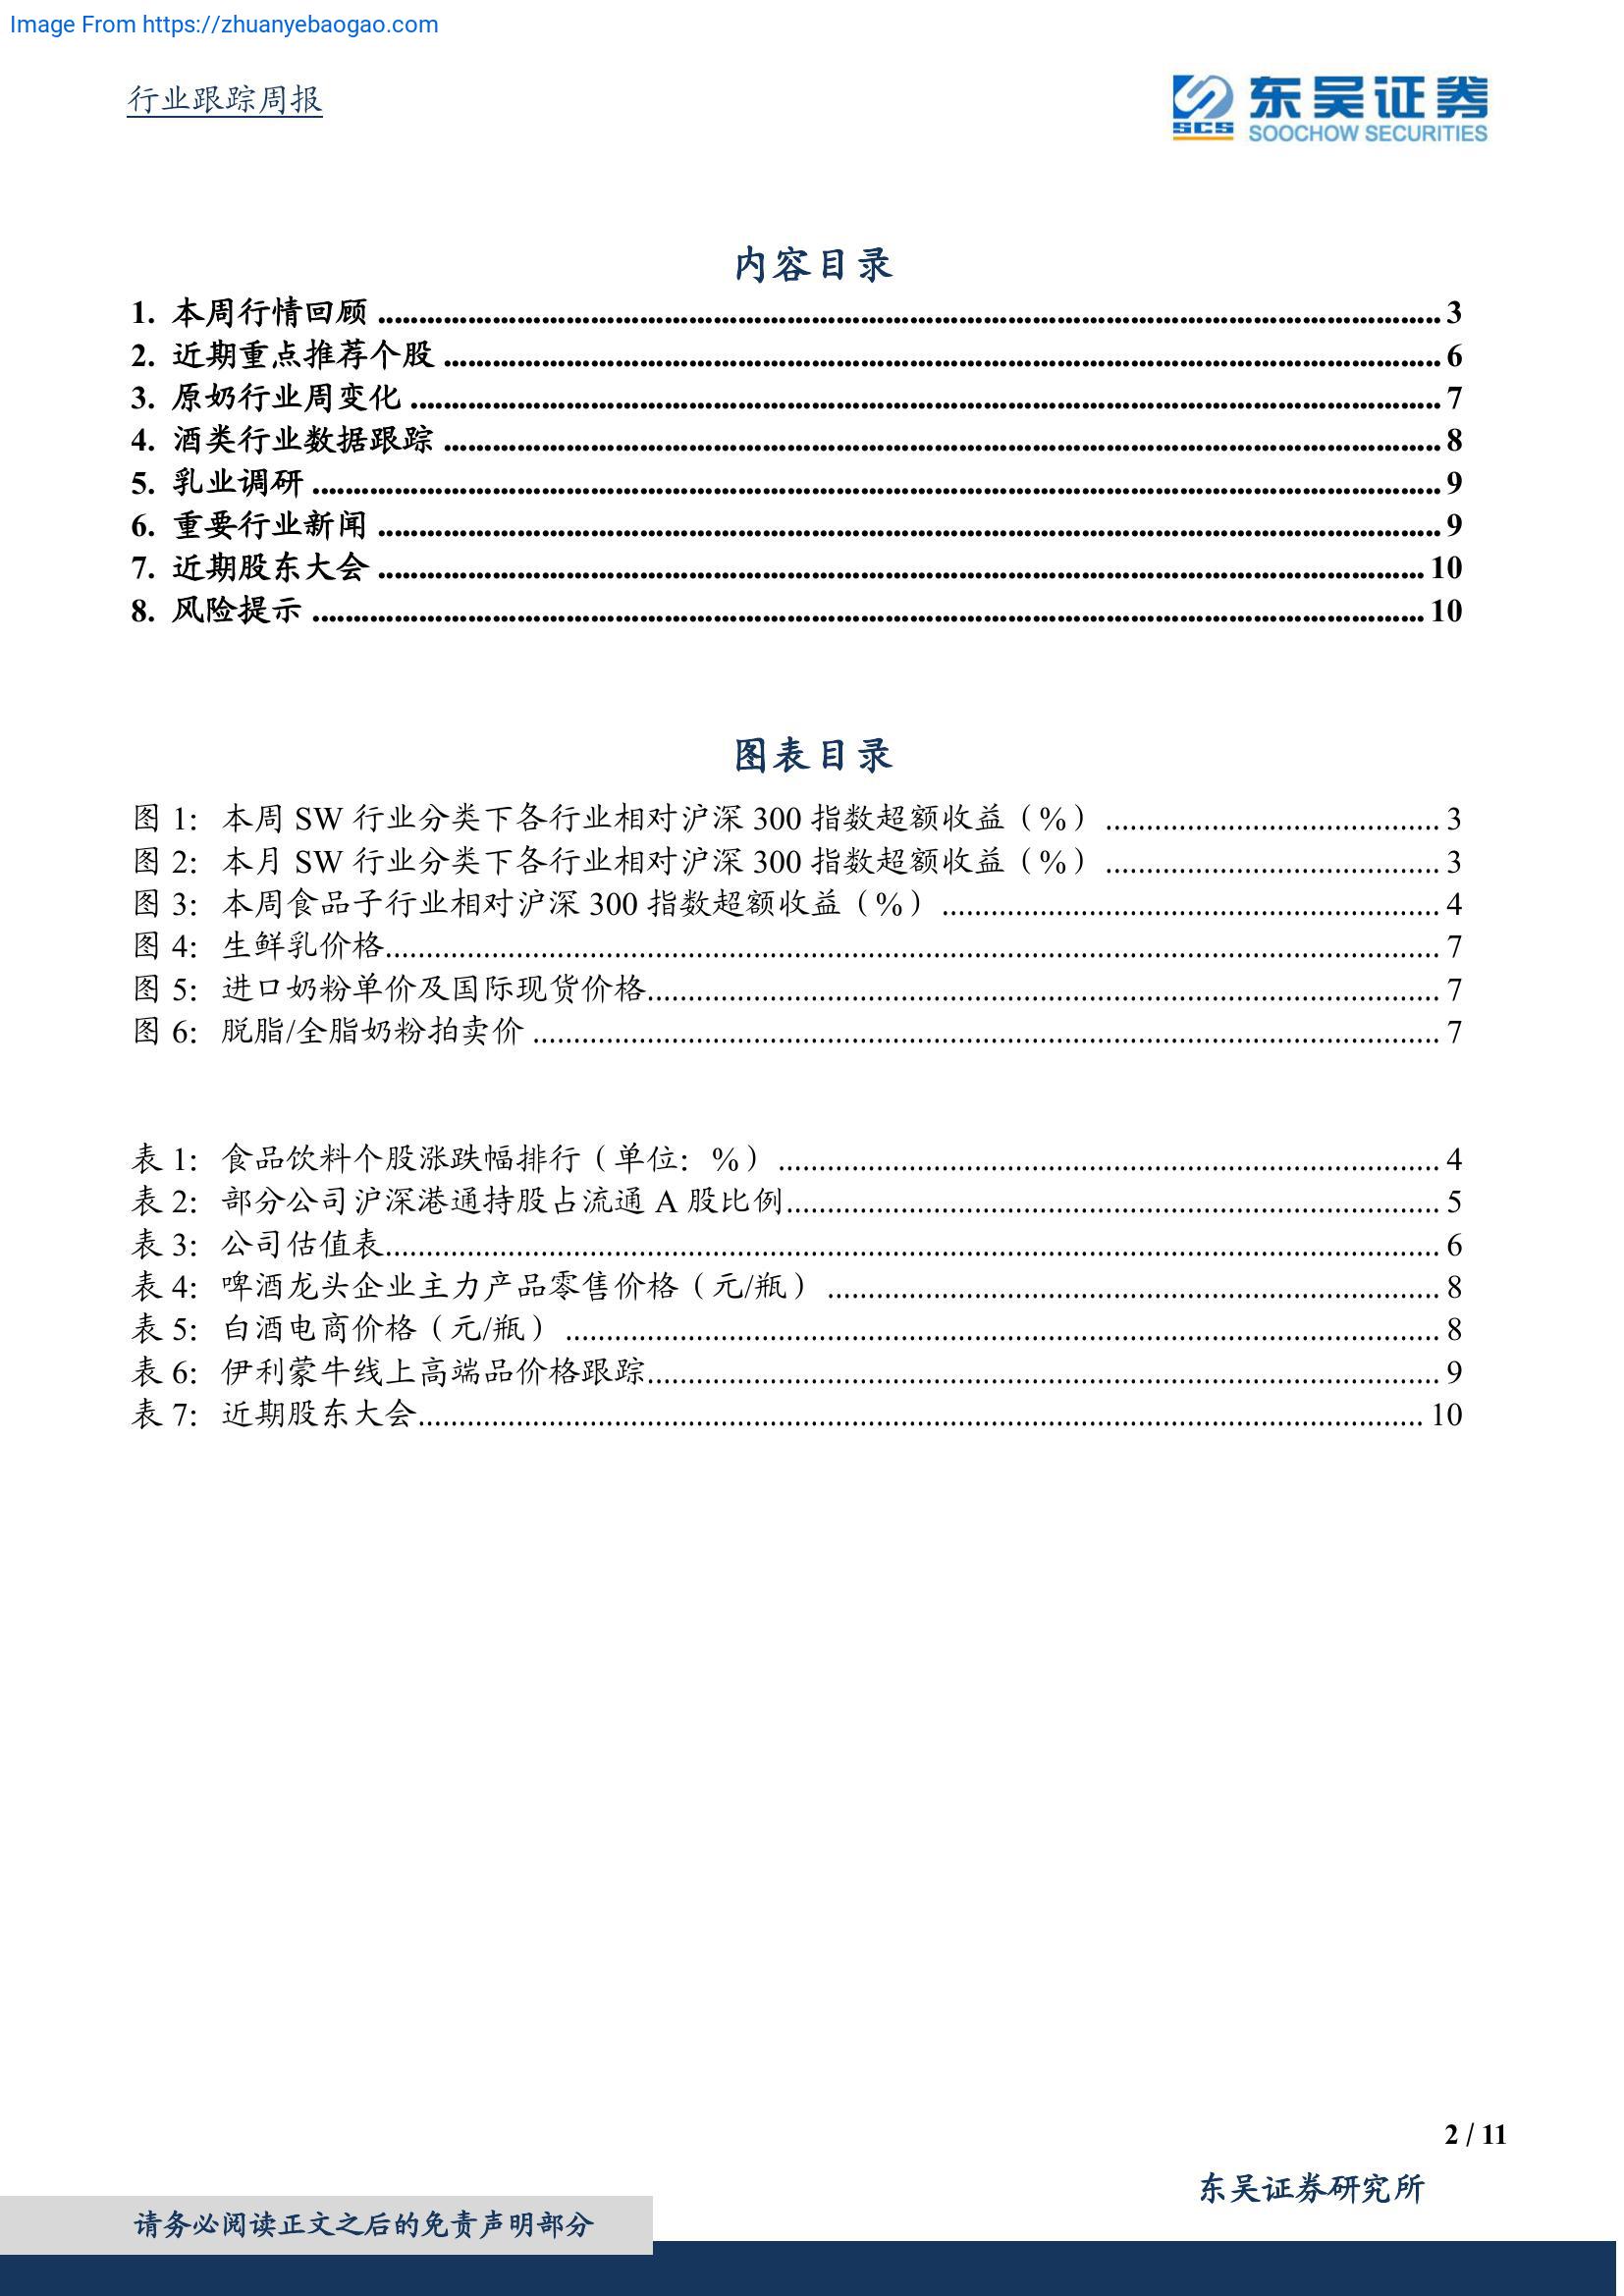 Image From https://zhuanyebaogao.com
行业跟踪周报
东吴证券
SCS
SOOCHOW SECURITIES
内容目录
1. 本周行情回顾 ........ 3
2. 近期重点推荐个股 ........ 6
3. 原奶行业周变化 ........ 7
4. 酒类行业数据跟踪 ........ 8
5. 乳业调研 ........ 9
6. 重要行业新闻 ........ 9
7. 近期股东大会 ........ 10
8. 风险提示 ........ 10
图表目录
图 1: 本周 SW 行业分类下各行业相对沪深 300 指数超额收益（%） ........ 3
图 2: 本月 SW 行业分类下各行业相对沪深 300 指数超额收益（%） ........ 3
图 3: 本周食品子行业相对沪深 300 指数超额收益（%） ........ 4
图 4: 生鲜乳价格........ 7
图 5: 进口奶粉单价及国际现货价格........ 7
图 6: 脱脂/全脂奶粉拍卖价 ........ 7
表 1: 食品饮料个股涨跌幅排行（单位: %） ........ 4
表 2: 部分公司沪深港通持股占流通 A 股比例........ 5
表 3: 公司估值表........ 6
表 4: 啤酒龙头企业主力产品零售价格（元/瓶） ........ 8
表 5: 白酒电商价格（元/瓶） ........ 8
表 6: 伊利蒙牛线上高端品价格跟踪........ 9
表 7: 近期股东大会........ 10
2 / 11
东吴证券研究所
请务必阅读正文之后的免责声明部分